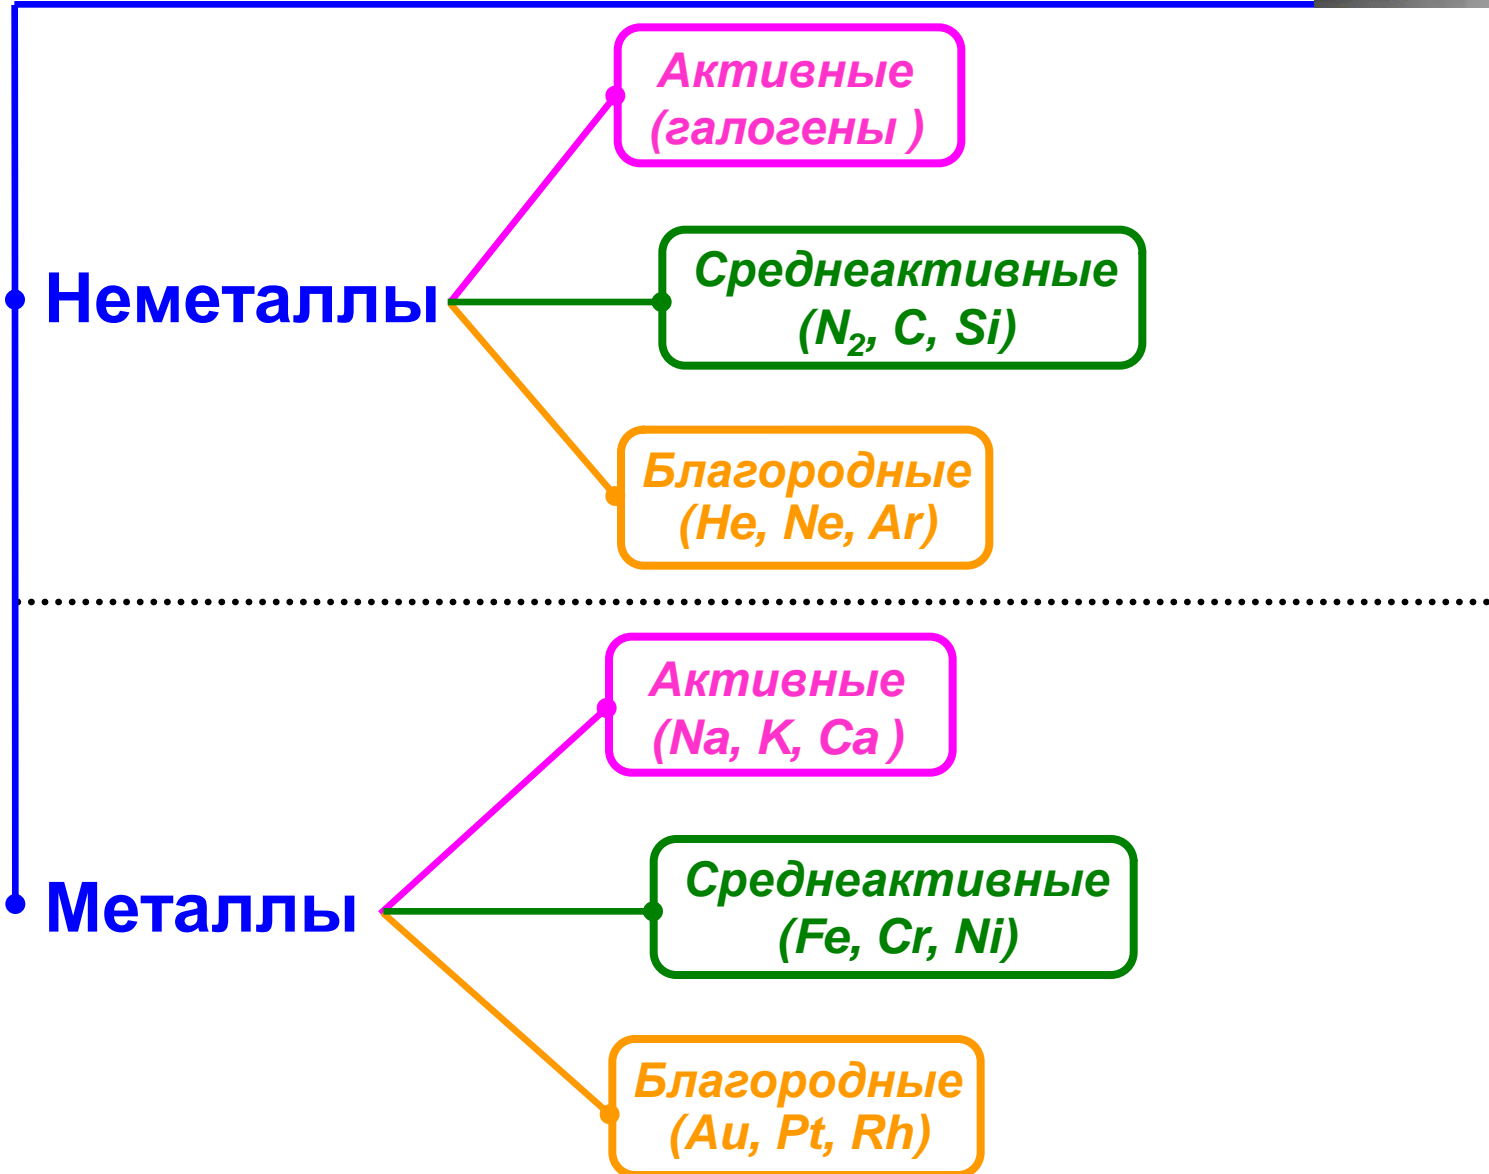 Активные
(галогены )
Неметаллы
Среднеактивные
(N₂, C, Si)
Благородные
(He, Ne, Ar)
Активные
(Na, K, Ca )
Металлы
Среднеактивные
(Fe, Cr, Ni)
Благородные
(Au, Pt, Rh)